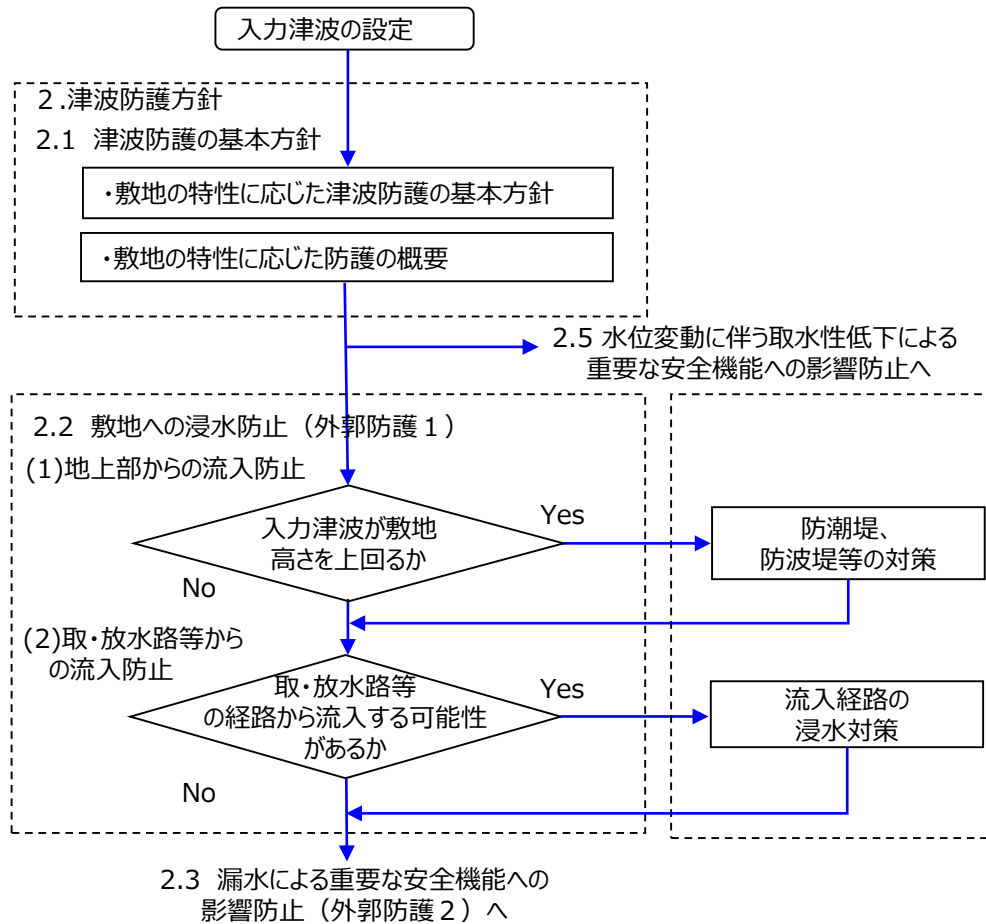 入力津波の設定
２.津波防護方針
2.1 津波防護の基本方針
・敷地の特性に応じた津波防護の基本方針
・敷地の特性に応じた防護の概要
2.5 水位変動に伴う取水性低下による
重要な安全機能への影響防止へ
2.2 敷地への浸水防止（外郭防護１）
(1)地上部からの流入防止
入力津波が敷地
高さを上回るか
Yes
No
防潮堤、
防波堤等の対策
(2)取・放水路等から
の流入防止
取・放水路等
の経路から流入する可能性
があるか
Yes
No
流入経路の
浸水対策
2.3 漏水による重要な安全機能への
影響防止（外郭防護２）へ